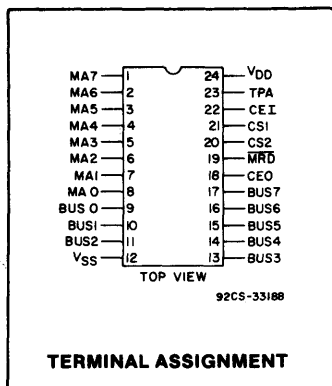 MA7 1 24 VDD
MA6 2 23 TPA
MA5 3 22 CEI
MA4 4 21 CS1
MA3 5 20 CS2
MA2 6 19 MRD
MA1 7 18 CEO
MA0 8 17 BUS7
BUS 0 9 16 BUS6
BUS1 10 15 BUS5
BUS2 11 14 BUS4
VSS 12 13 BUS3
TOP VIEW
92CS-33188
TERMINAL ASSIGNMENT